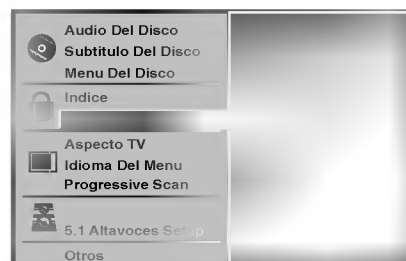 Audio Del Disco
Subtitulo Del Disco
Menu Del Disco
Indice
Aspecto TV
Idioma Del Menu
Progressive Scan
5.1 Altavoces Setup
Otros